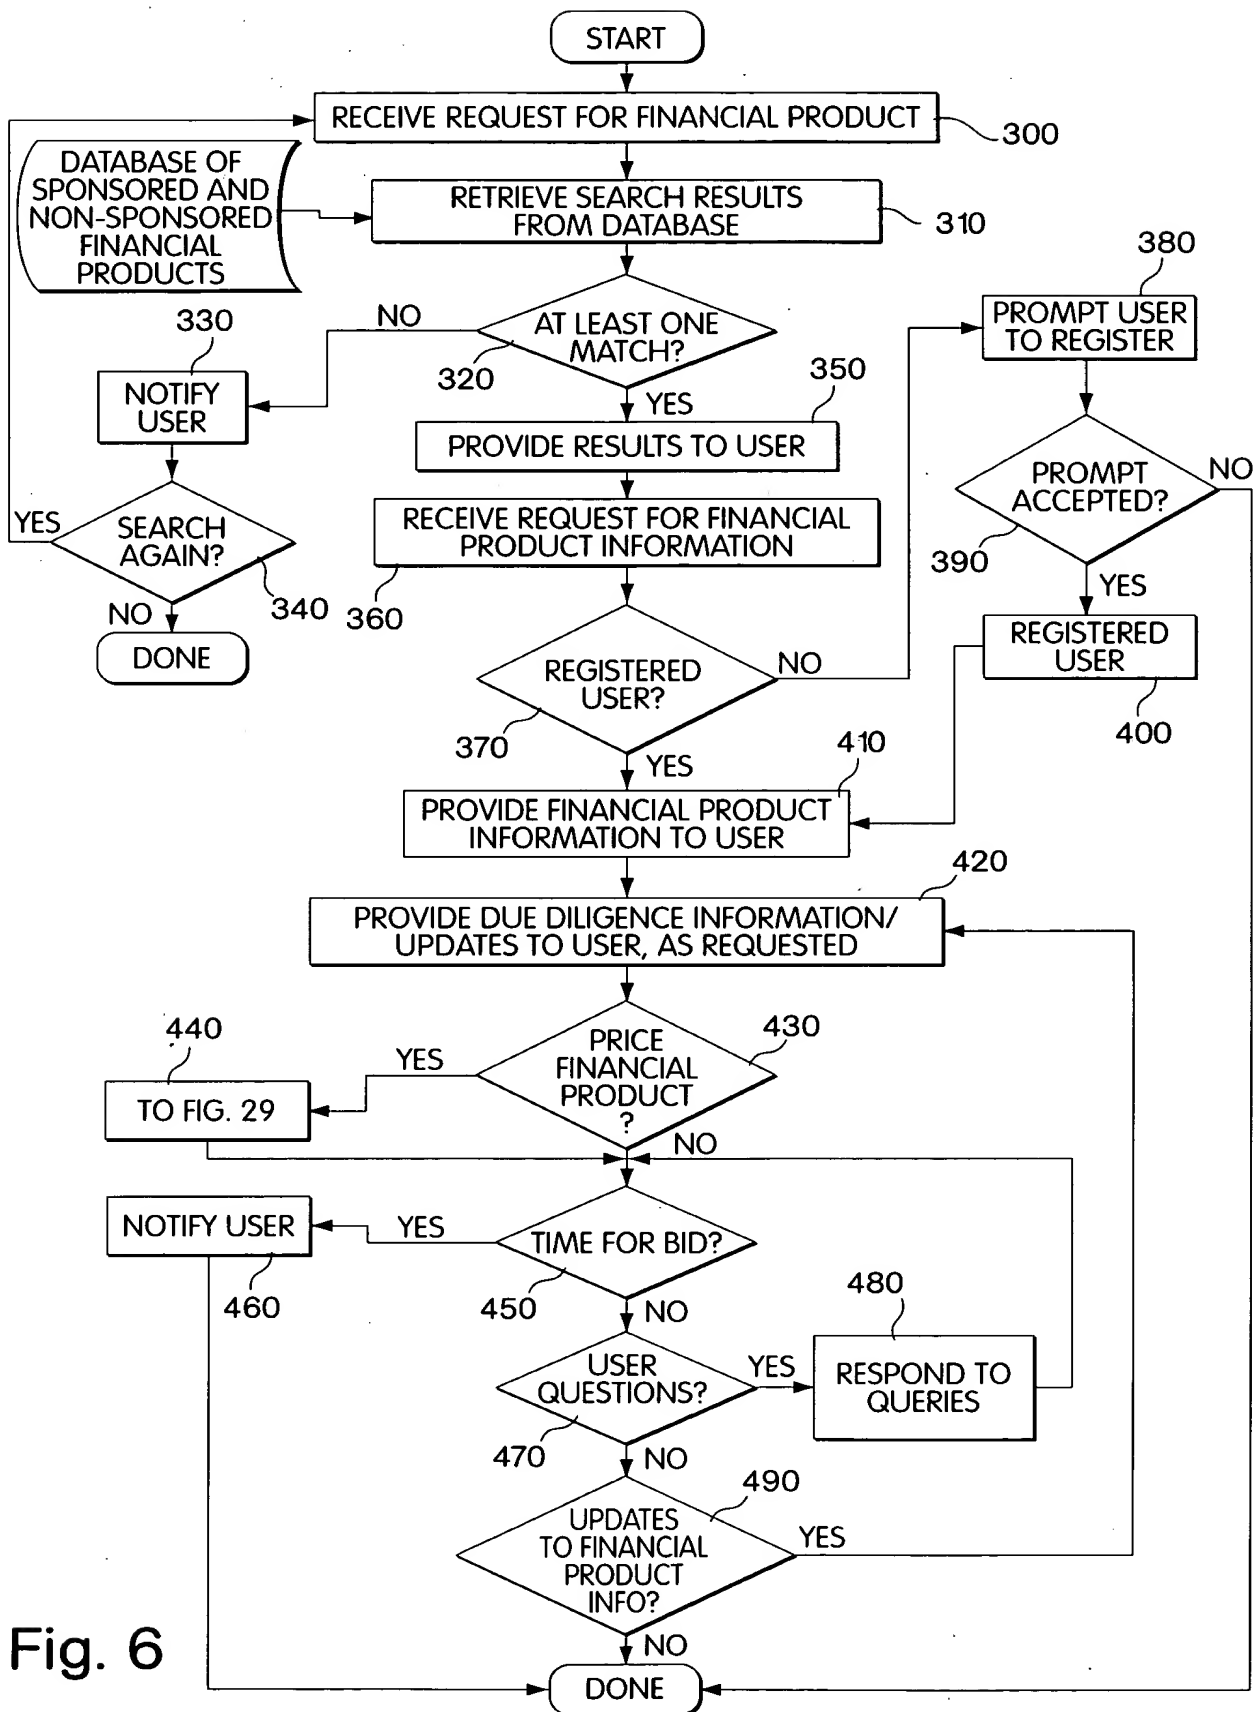 START
RECEIVE REQUEST FOR FINANCIAL PRODUCT
300
DATABASE OF
SPONSORED AND
NON-SPONSORED
FINANCIAL
PRODUCTS
RETRIEVE SEARCH RESULTS
FROM DATABASE
310
380
PROMPT USER
TO REGISTER
330
NO
AT LEAST ONE
MATCH?
320
350
NOTIFY
USER
YES
PROVIDE RESULTS TO USER
PROMPT
ACCEPTED?
NO
390
YES
SEARCH
AGAIN?
340
RECEIVE REQUEST FOR FINANCIAL
PRODUCT INFORMATION
360
YES
NO
DONE
REGISTERED
USER
400
REGISTERED
USER?
NO
370
YES
410
PROVIDE FINANCIAL PRODUCT
INFORMATION TO USER
420
PROVIDE DUE DILIGENCE INFORMATION/
UPDATES TO USER, AS REQUESTED
440
YES
PRICE
FINANCIAL
PRODUCT
?
430
TO FIG. 29
NO
NOTIFY USER
YES
TIME FOR BID?
460
450
NO
480
USER
QUESTIONS?
YES
RESPOND TO
QUERIES
470
NO
490
UPDATES
TO FINANCIAL
PRODUCT
INFO?
YES
NO
DONE
Fig. 6